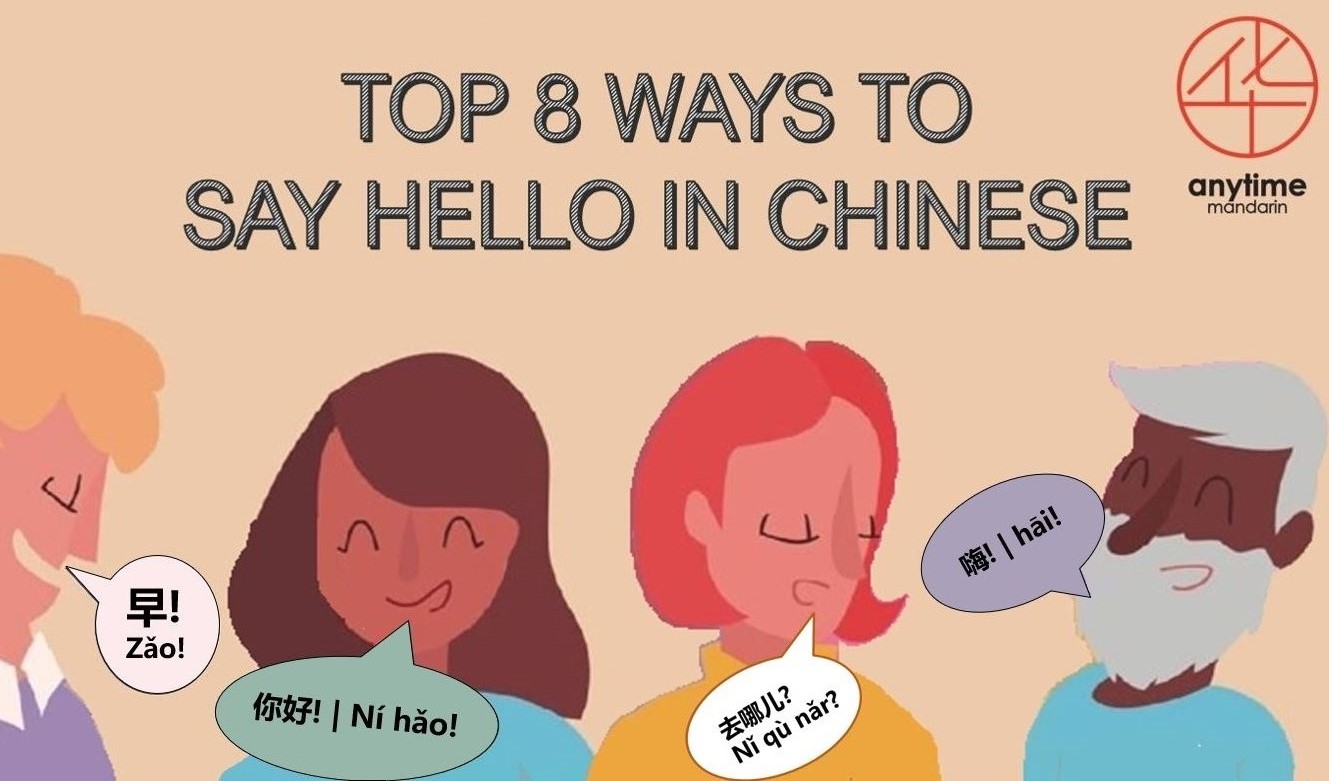 TOP 8 WAYS TO
SAY HELLO IN CHINESE
华
anytime
mandarin
早!
Zǎo!
你好! | Ní hǎo!
去哪儿?
Nǐ qù nǎr?
嗨! | hāi!